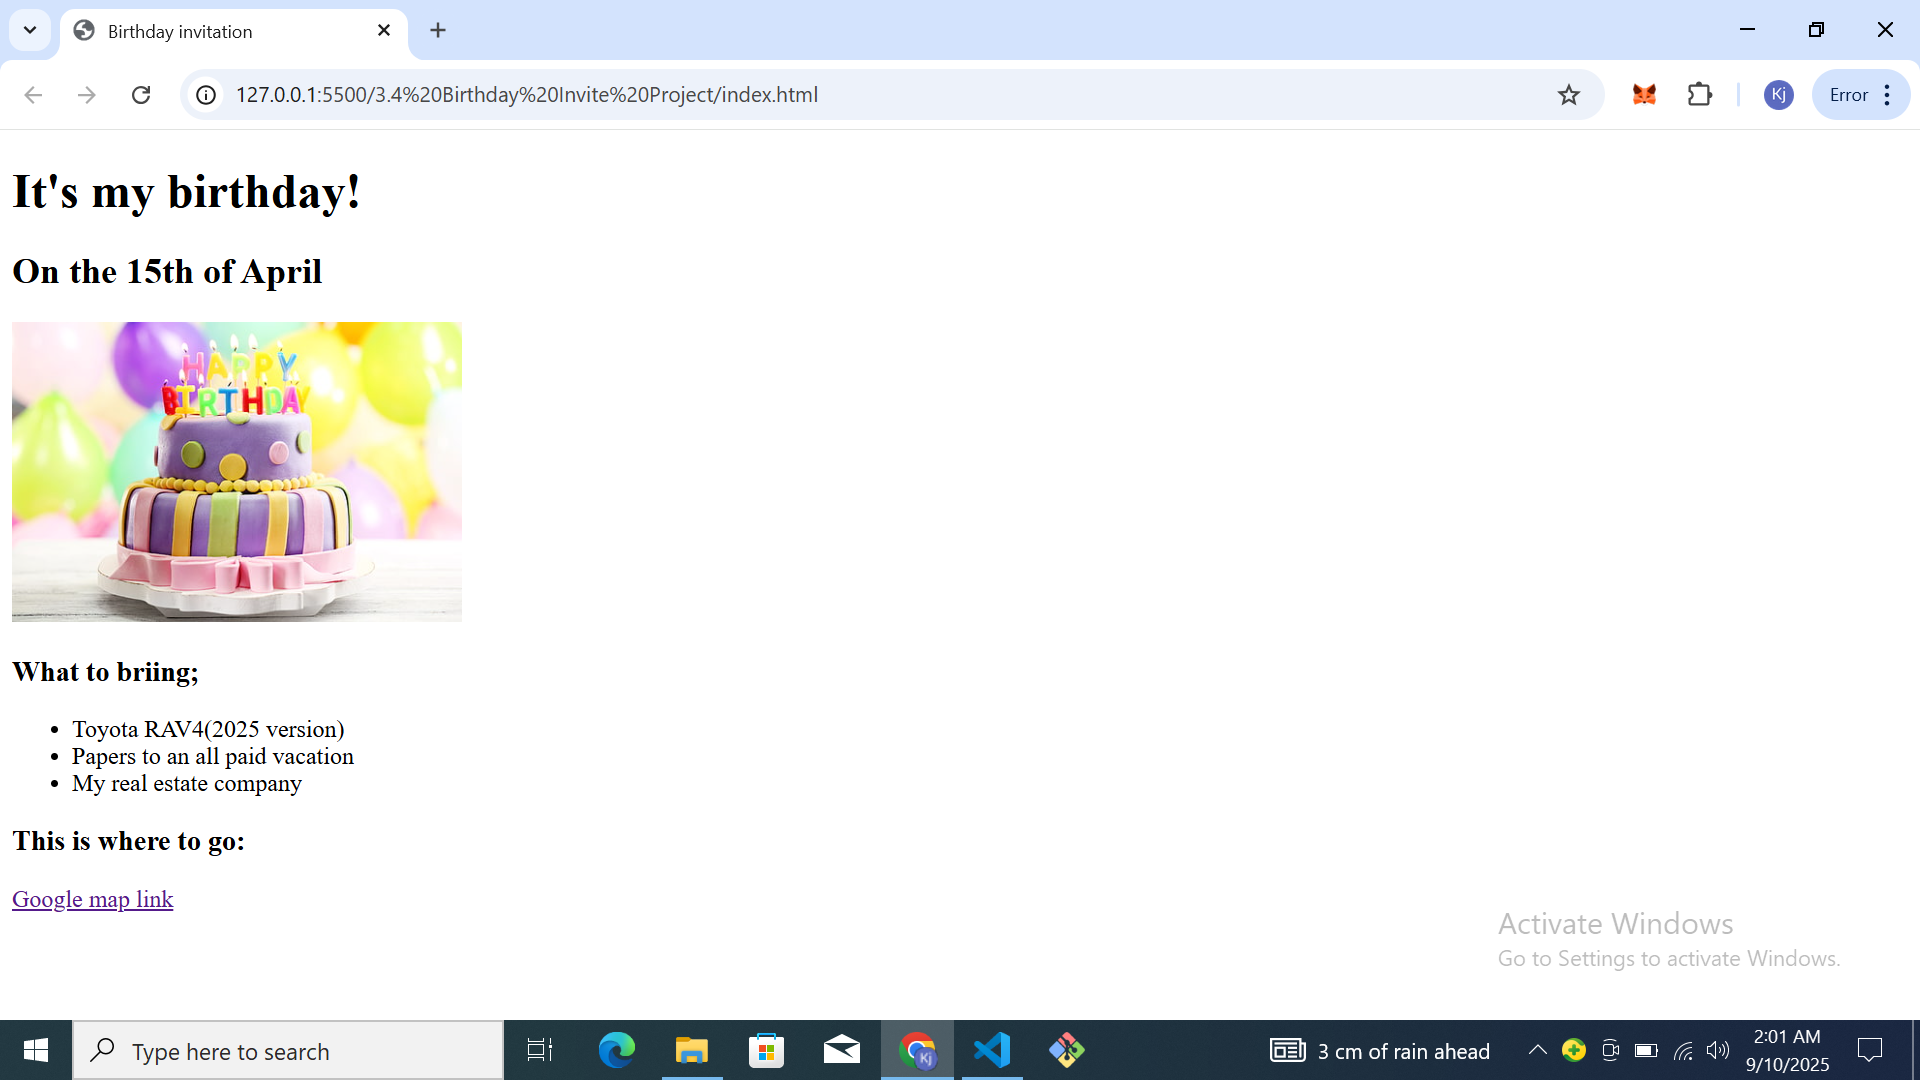 Birthday invitation
127.0.0.1:5500/3.4%20Birthday%20Invite%20Project/index.html
Kj
Error
It's my birthday!
On the 15th of April
HAPPY
BIRTHDAY
What to briing;
Toyota RAV4(2025 version)
Papers to an all paid vacation
My real estate company
This is where to go:
Google map link
Activate Windows
Go to Settings to activate Windows.
Type here to search
Kj
3 cm of rain ahead
2:01 AM
9/10/2025